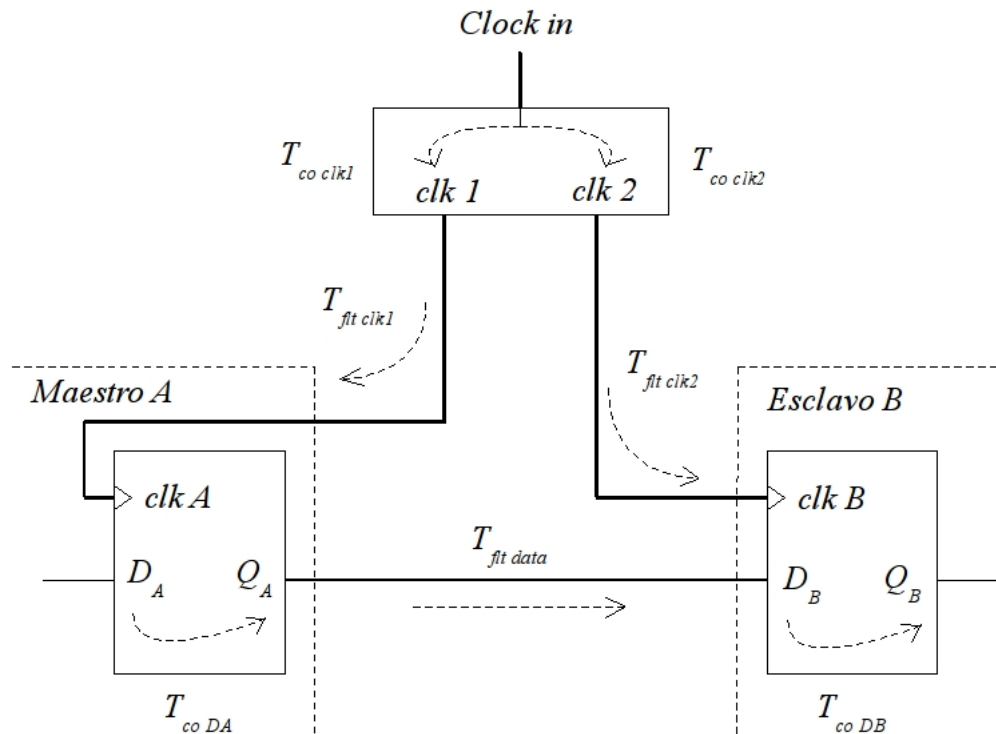 Clock in
T co clk1
T co clk2
clk 1
clk 2
T flt clk1
T flt clk2
Maestro A
Esclavo B
clk A
clk B
T flt data
D A
Q A
D B
Q B
T co DA
T co DB